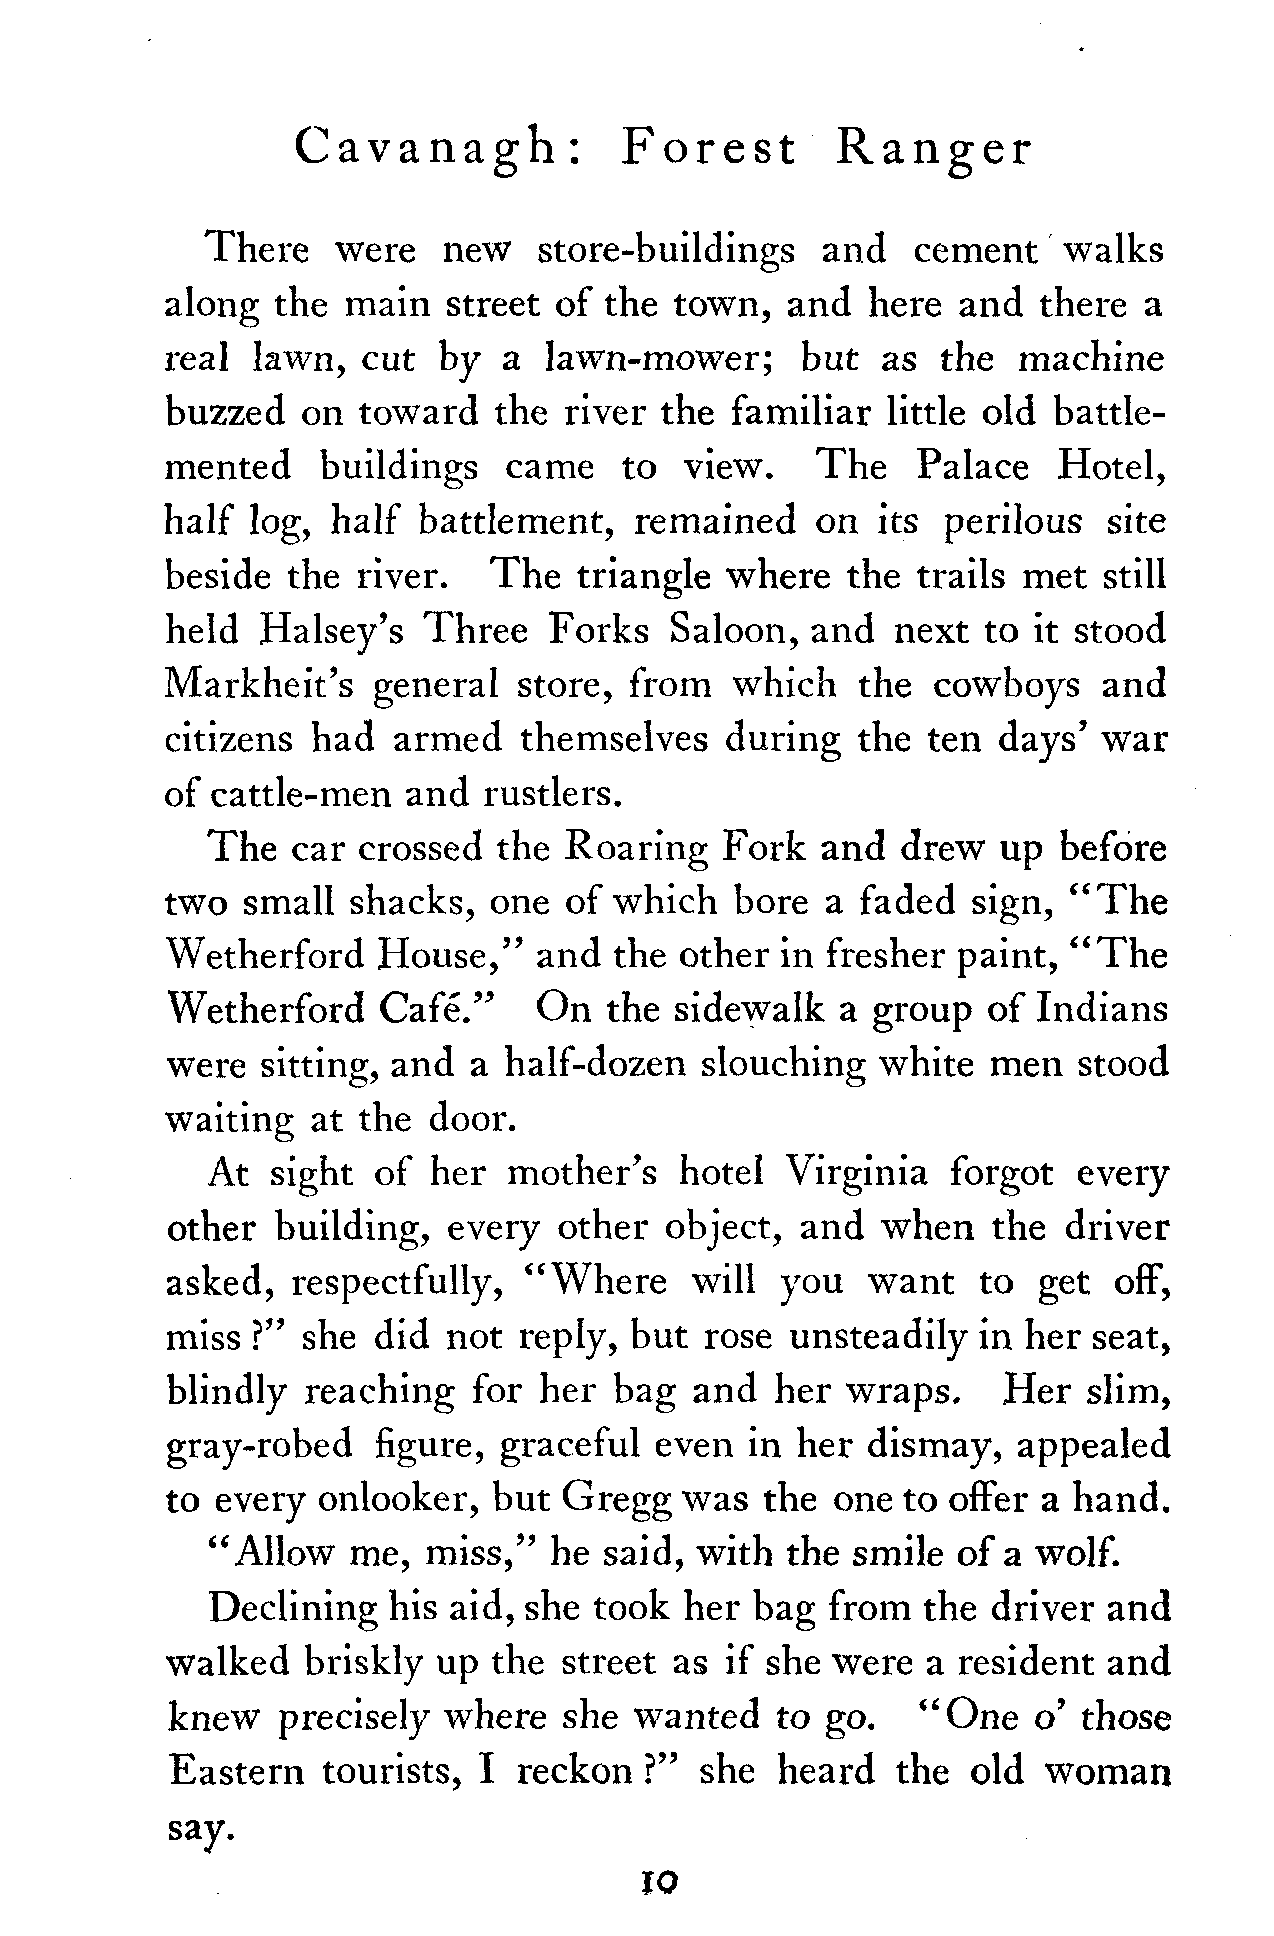 Cavanagh: Forest Ranger
There were new store-buildings and cement walks
along the main street of the town, and here and there a
real lawn, cut by a lawn-mower; but as the machine
buzzed on toward the river the familiar little old battle-
mented buildings came to view. The Palace Hotel,
half log, half battlement, remained on its perilous site
beside the river. The triangle where the trails met still
held Halsey's Three Forks Saloon, and next to it stood
Markheit's general store, from which the cowboys and
citizens had armed themselves during the ten days' war
of cattle-men and rustlers.
The car crossed the Roaring Fork and drew up before
two small shacks, one of which bore a faded sign, "The
Wetherford House," and the other in fresher paint, "The
Wetherford Café." On the sidewalk a group of Indians
were sitting, and a half-dozen slouching white men stood
waiting at the door.
At sight of her mother's hotel Virginia forgot every
other building, every other object, and when the driver
asked, respectfully, "Where will you want to get off,
miss?" she did not reply, but rose unsteadily in her seat,
blindly reaching for her bag and her wraps. Her slim,
gray-robed figure, graceful even in her dismay, appealed
to every onlooker, but Gregg was the one to offer a hand.
"Allow me, miss," he said, with the smile of a wolf.
Declining his aid, she took her bag from the driver and
walked briskly up the street as if she were a resident and
knew precisely where she wanted to go. "One o' those
Eastern tourists, I reckon?" she heard the old woman
say.
10